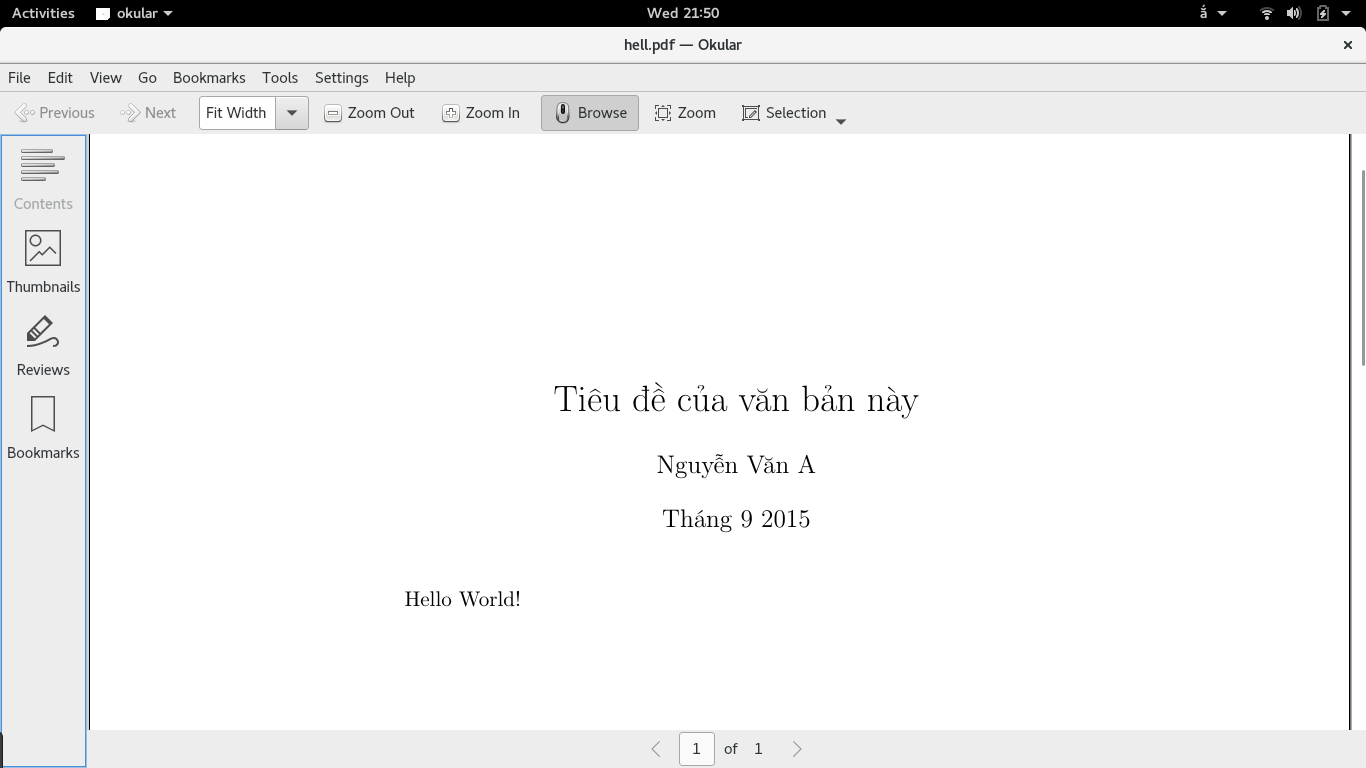 Activities okular Wed 21:50 ắ
hell.pdf — Okular
File Edit View Go Bookmarks Tools Settings Help
Previous Next Fit Width Zoom Out Zoom In Browse Zoom Selection
Contents
Thumbnails
Reviews
Bookmarks
Tiêu đề của văn bản này
Nguyễn Văn A
Tháng 9 2015
Hello World!
1 of 1